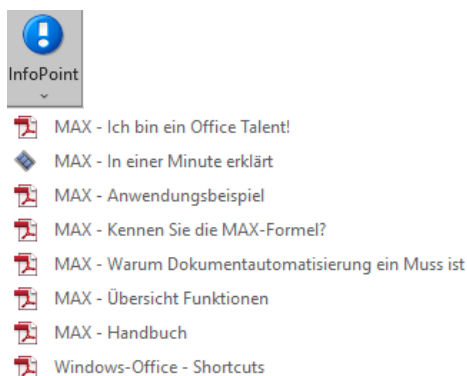 InfoPoint
MAX - Ich bin ein Office Talent!
MAX - In einer Minute erklärt
MAX - Anwendungsbeispiel
MAX - Kennen Sie die MAX-Formel?
MAX - Warum Dokumentautomatisierung ein Muss ist
MAX - Übersicht Funktionen
MAX - Handbuch
Windows-Office - Shortcuts